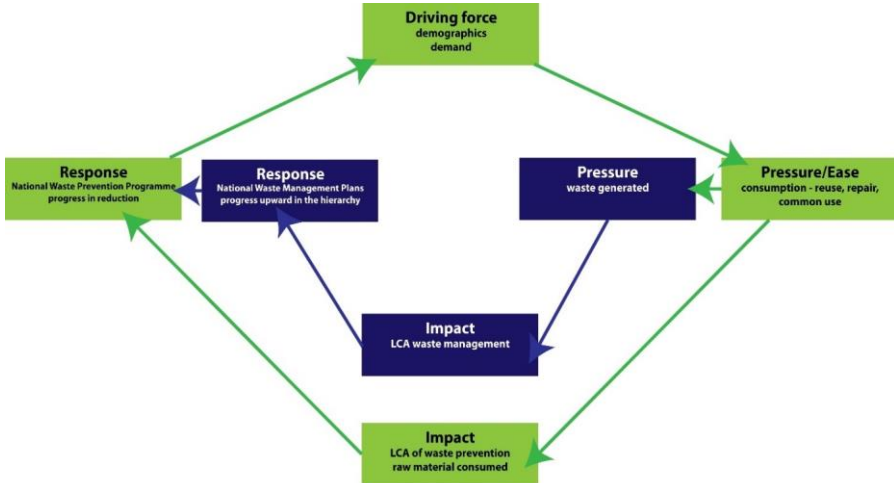 Driving force
demographics
demand
Response
National Waste Prevention Programme
progress in reduction
Response
National Waste Management Plans
progress upward in the hierarchy
Pressure
waste generated
Pressure/Ease
consumption - reuse, repair,
common use
Impact
LCA waste management
Impact
LCA of waste prevention
raw material consumed